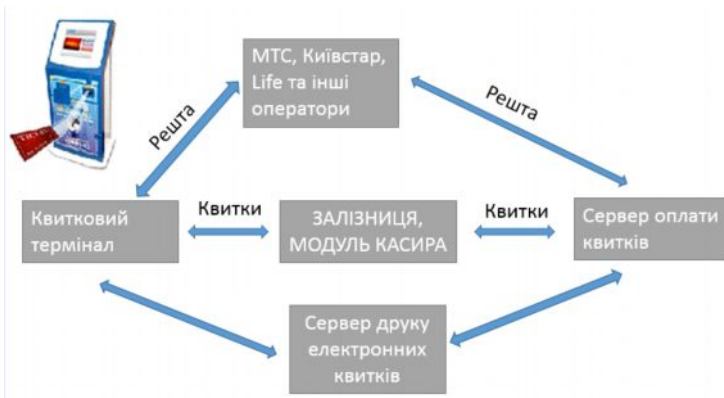 МТС, Київстар,
Life та інші
оператори
Решта
Решта
Квитковий
термінал
Квитки
ЗАЛІЗНИЦЯ,
МОДУЛЬ КАСИРА
Квитки
Сервер оплати
квитків
Сервер друку
електронних
квитків